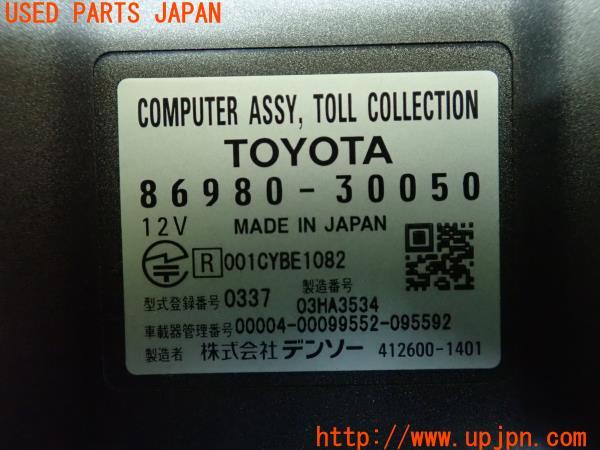 USED PARTS JAPAN
COMPUTER ASSY, TOLL COLLECTION
TOYOTA
86980-30050
12V MADE IN JAPAN
R 001CYBE1082
型式登録番号 0337 製造番号 03HA3534
車載器管理番号 00004-00099552-095592
製造者 株式会社 デンソー 412600-1401
http://www.upjpn.com